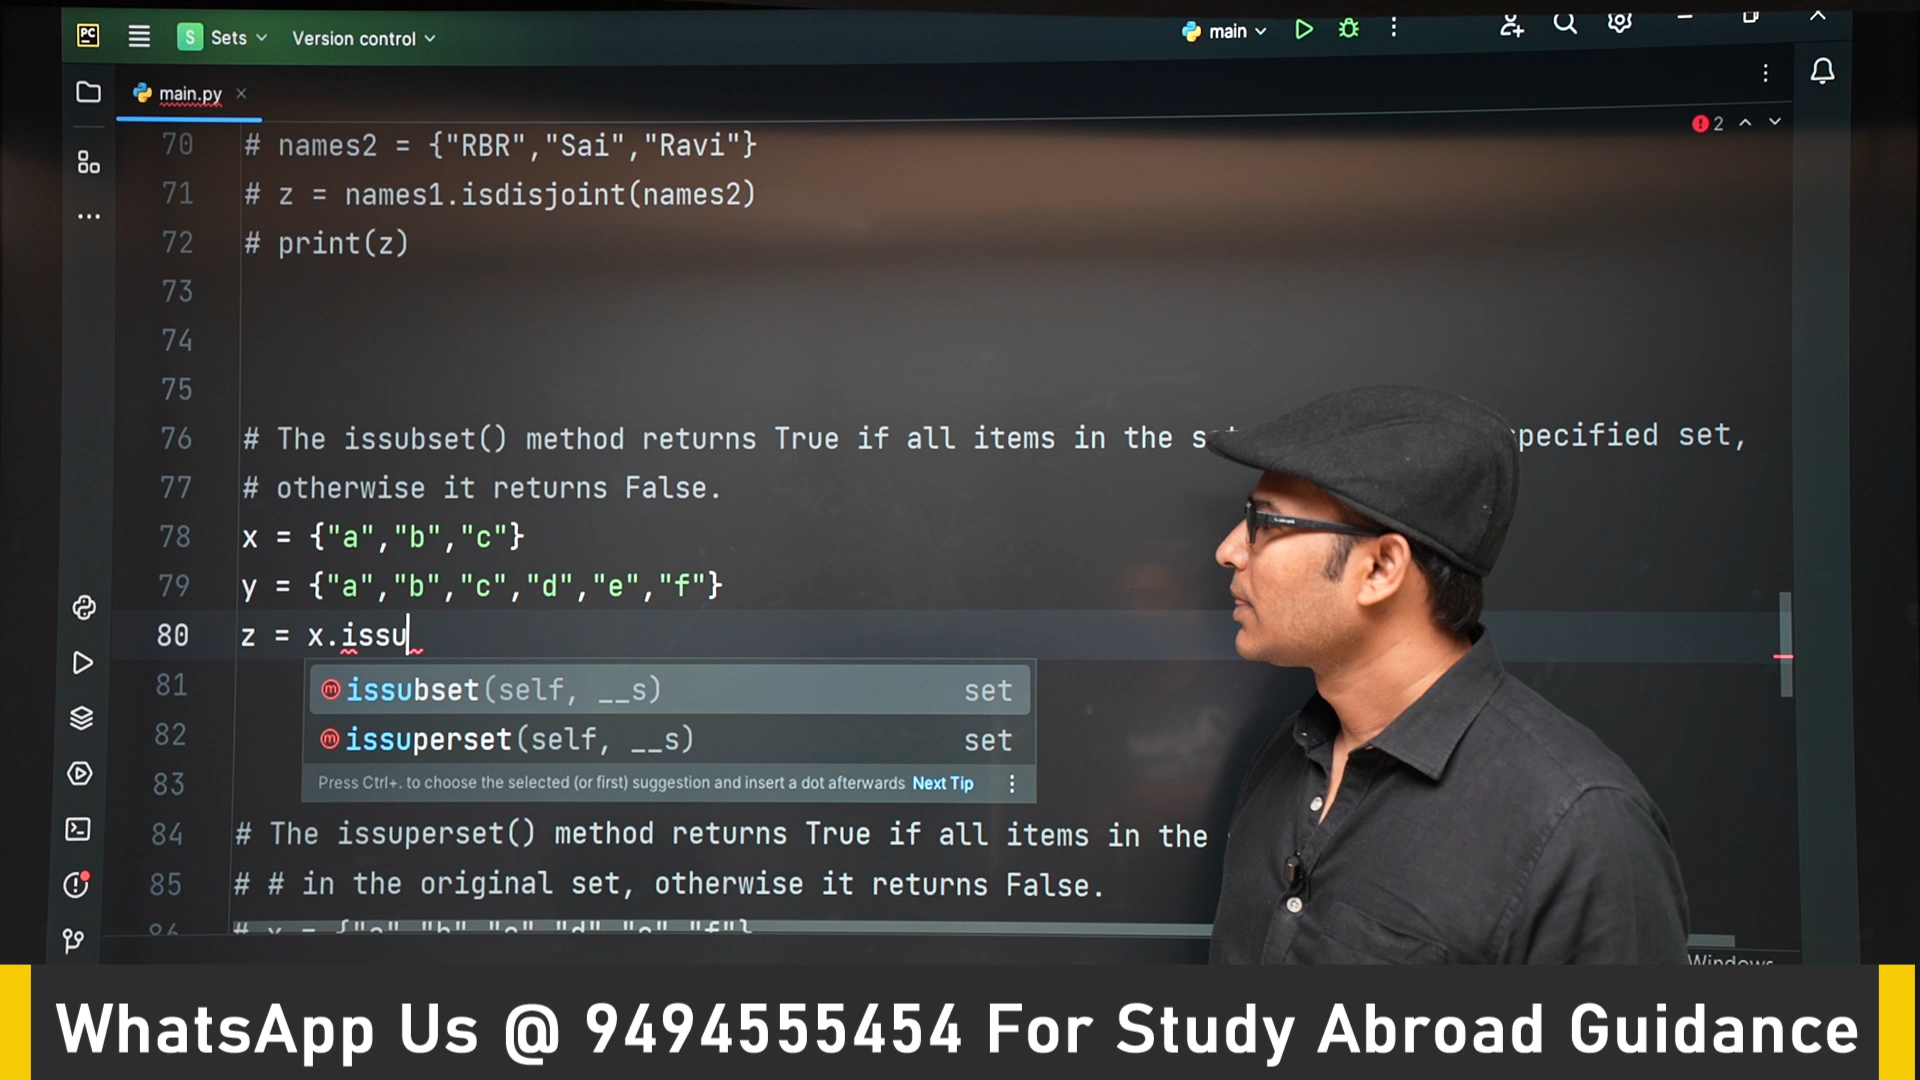 PC
S Sets
Version control
main
main.py
2
70 # names2 = {"RBR","Sai","Ravi"}
71 # z = names1.isdisjoint(names2)
72 # print(z)
73
74
75
76 # The issubset() method returns True if all items in the specified set,
77 # otherwise it returns False.
78 x = {"a","b","c"}
79 y = {"a","b","c","d","e","f"}
80 z = x.issu
81 issubset(self, __s) set
82 issuperset(self, __s) set
83 Press Ctrl+. to choose the selected (or first) suggestion and insert a dot afterwards Next Tip
84 # The issuperset() method returns True if all items in the
85 # # in the original set, otherwise it returns False.
Windows
WhatsApp Us @ 9494555454 For Study Abroad Guidance